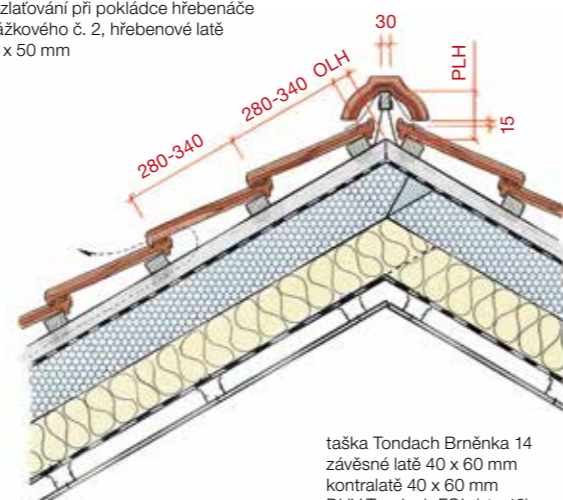 zlaťování při pokládce hřebenáče
žkového č. 2, hřebenové latě
x 50 mm
30
PLH
OLH
280-340
280-340
15
taška Tondach Brněnka 14
závěsné latě 40 x 60 mm
kontralatě 40 x 60 mm